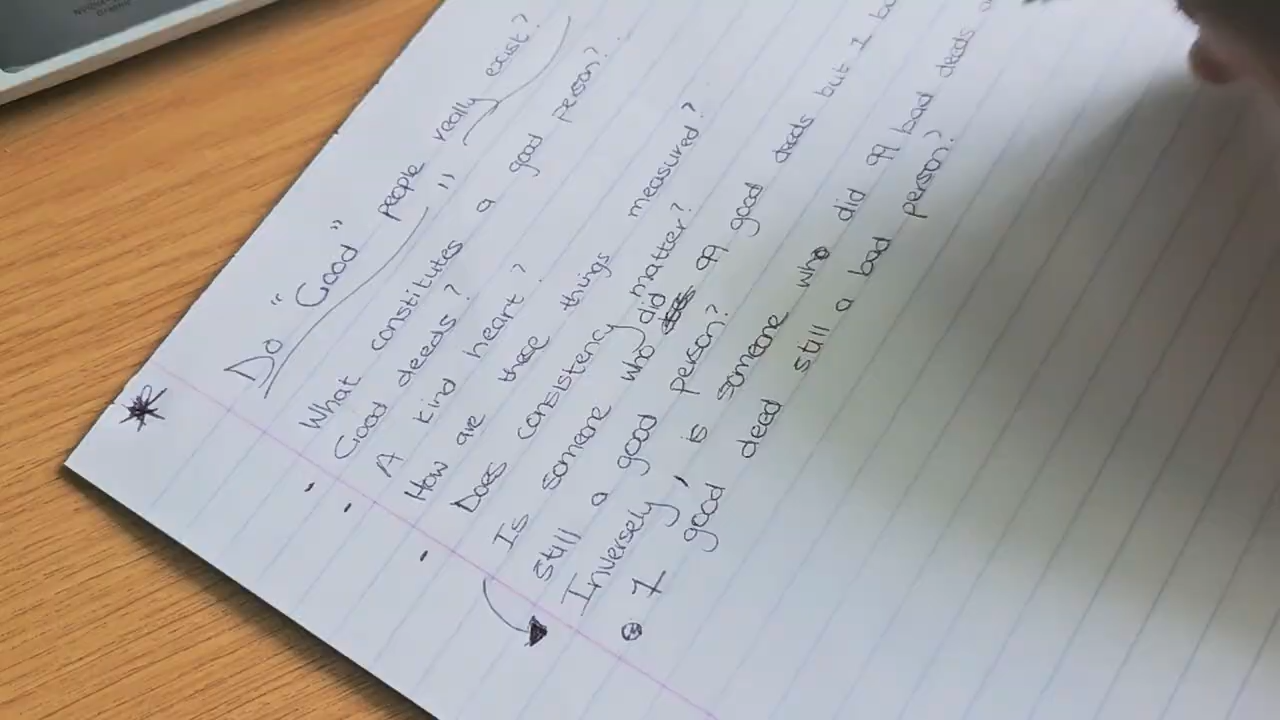 Do "Good" people really exist?
What constitutes a good person?
Good deeds?
A kind heart?
How are these things measured?
Does consistency matter?
Is someone who did 99 good deeds but 1
still a good person?
Inversely, is someone who did 99 bad deeds
1 good deed still a bad person?